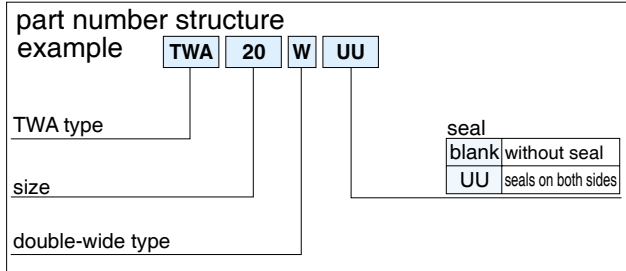 part number structure
example TWA 20 W UU
TWA type
size
double-wide type
seal
blank without seal
UU seals on both sides